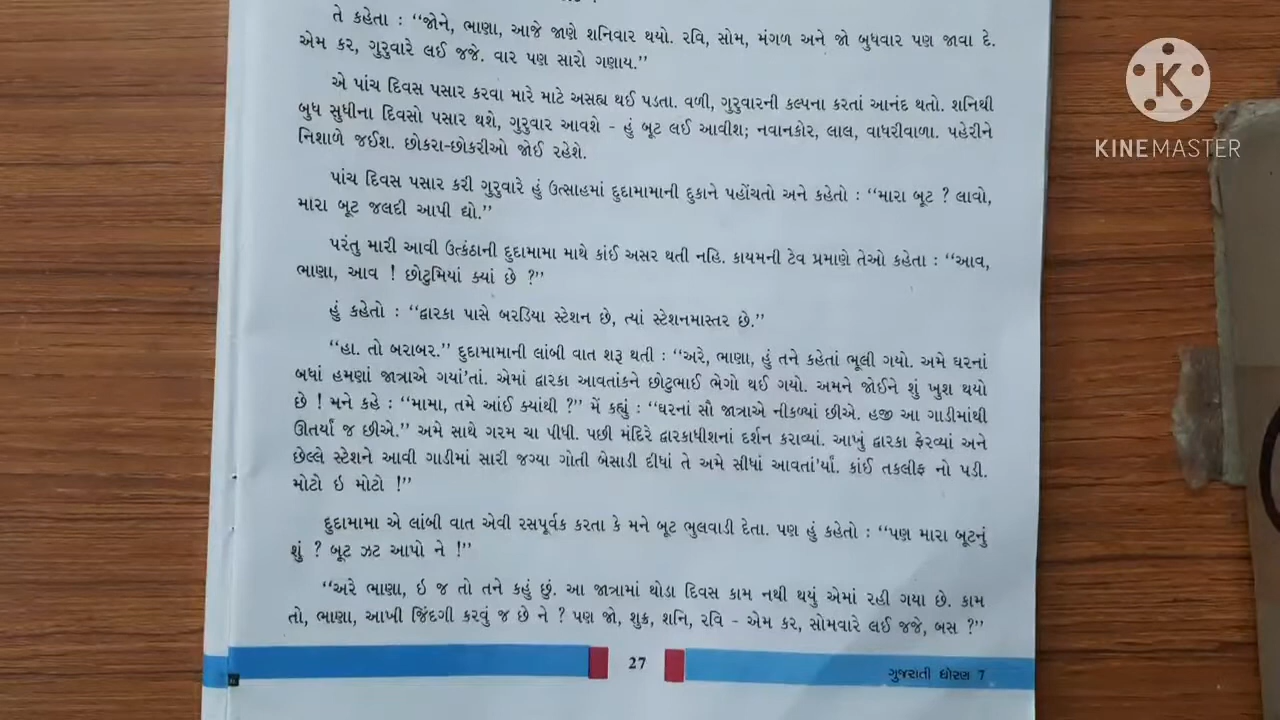 તે કહેતા : “જોને, ભાણા, આજે જાણે શનિવાર થયો. રવિ, સોમ, મંગળ અને જો બુધવાર પણ જાવા દે.
એમ કર, ગુરુવારે લઈ જજે. વાર પણ સારો ગણાય.”
એ પાંચ દિવસ પસાર કરવા મારે માટે અસહ્ય થઈ પડતા. વળી, ગુરુવારની કલ્પના કરતાં આનંદ થતો. શનિથી
બુધ સુધીના દિવસો પસાર થશે, ગુરુવાર આવશે - હું બૂટ લઈ આવીશ; નવાનકોર, લાલ, વાધરીવાળા. પહેરીને
નિશાળે જઈશ. છોકરા-છોકરીઓ જોઈ રહેશે.
પાંચ દિવસ પસાર કરી ગુરુવારે હું ઉત્સાહમાં દુદામામાની દુકાને પહોંચતો અને કહેતો : “મારા બૂટ ? લાવો,
મારા બૂટ જલદી આપી દ્યો.”
પરંતુ મારી આવી ઉત્કંઠાની દુદામામા માથે કાંઈ અસર થતી નહિ. કાયમની ટેવ પ્રમાણે તેઓ કહેતા : “આવ,
ભાણા, આવ ! છોટુમિયાં ક્યાં છે ?”
હું કહેતો : “દ્વારકા પાસે બરડિયા સ્ટેશન છે, ત્યાં સ્ટેશનમાસ્તર છે.”
“હા. તો બરાબર.” દુદામામાની લાંબી વાત શરૂ થતી : “અરે, ભાણા, હું તને કહેતાં ભૂલી ગયો. અમે ઘરનાં
બધાં હમણાં જાત્રાએ ગયાં'તાં. એમાં દ્વારકા આવતાંકને છોટુભાઈ ભેગો થઈ ગયો. અમને જોઈને શું ખુશ થયો
છે ! મને કહે : “મામા, તમે આંઈ ક્યાંથી ?” મેં કહ્યું : “ઘરનાં સૌ જાત્રાએ નીકળ્યાં છીએ. હજી આ ગાડીમાંથી
ઊતર્યાં જ છીએ.” અમે સાથે ગરમ ચા પીધી. પછી મંદિરે દ્વારકાધીશનાં દર્શન કરાવ્યાં. આખું દ્વારકા ફેરવ્યાં અને
છેલ્લે સ્ટેશને આવી ગાડીમાં સારી જગ્યા ગોતી બેસાડી દીધાં તે અમે સીધાં આવતાં'ર્યાં. કાંઈ તકલીફ નો પડી.
મોટો ઇ મોટો !”
દુદામામા એ લાંબી વાત એવી રસપૂર્વક કરતા કે મને બૂટ ભુલવાડી દેતા. પણ હું કહેતો : “પણ મારા બૂટનું
શું ? બૂટ ઝટ આપો ને !”
“અરે ભાણા, ઇ જ તો તને કહું છું. આ જાત્રામાં થોડા દિવસ કામ નથી થયું એમાં રહી ગયા છે. કામ
તો, ભાણા, આખી જિંદગી કરવું જ છે ને ? પણ જો, શુક્ર, શનિ, રવિ - એમ કર, સોમવારે લઈ જજે, બસ ?”
27
ગુજરાતી ધોરણ 7
K
KINEMASTER